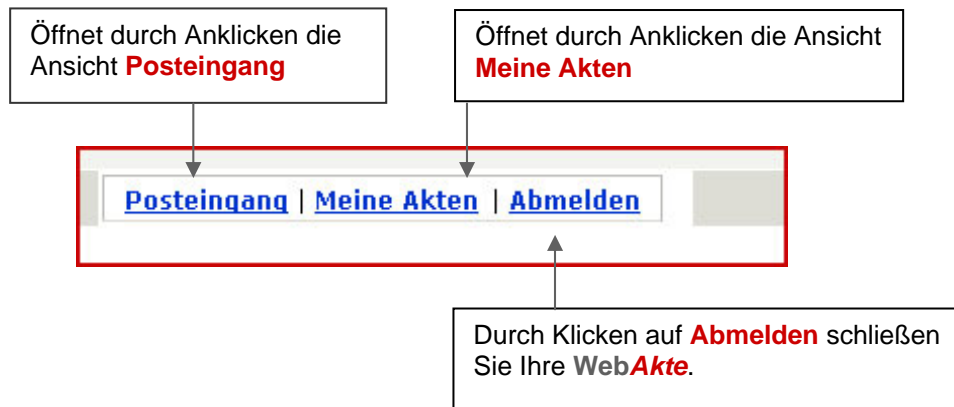 Öffnet durch Anklicken die
Ansicht Posteingang
Öffnet durch Anklicken die Ansicht
Meine Akten
Posteingang | Meine Akten | Abmelden
Durch Klicken auf Abmelden schließen
Sie Ihre WebAkte.